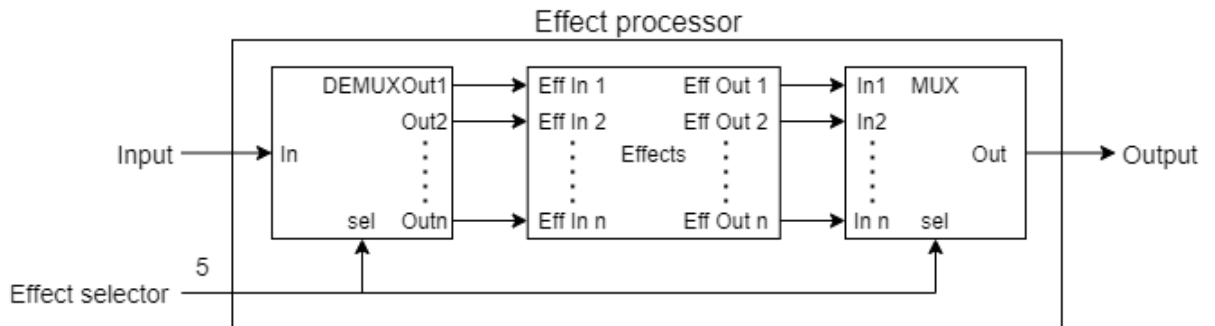 Effect processor
DEMUX Out1 Eff In 1 Eff Out 1 In1 MUX
Out2 Eff In 2 Eff Out 2 In2
Input In Effects Out Output
sel Outn Eff In n Eff Out n In n sel
5
Effect selector